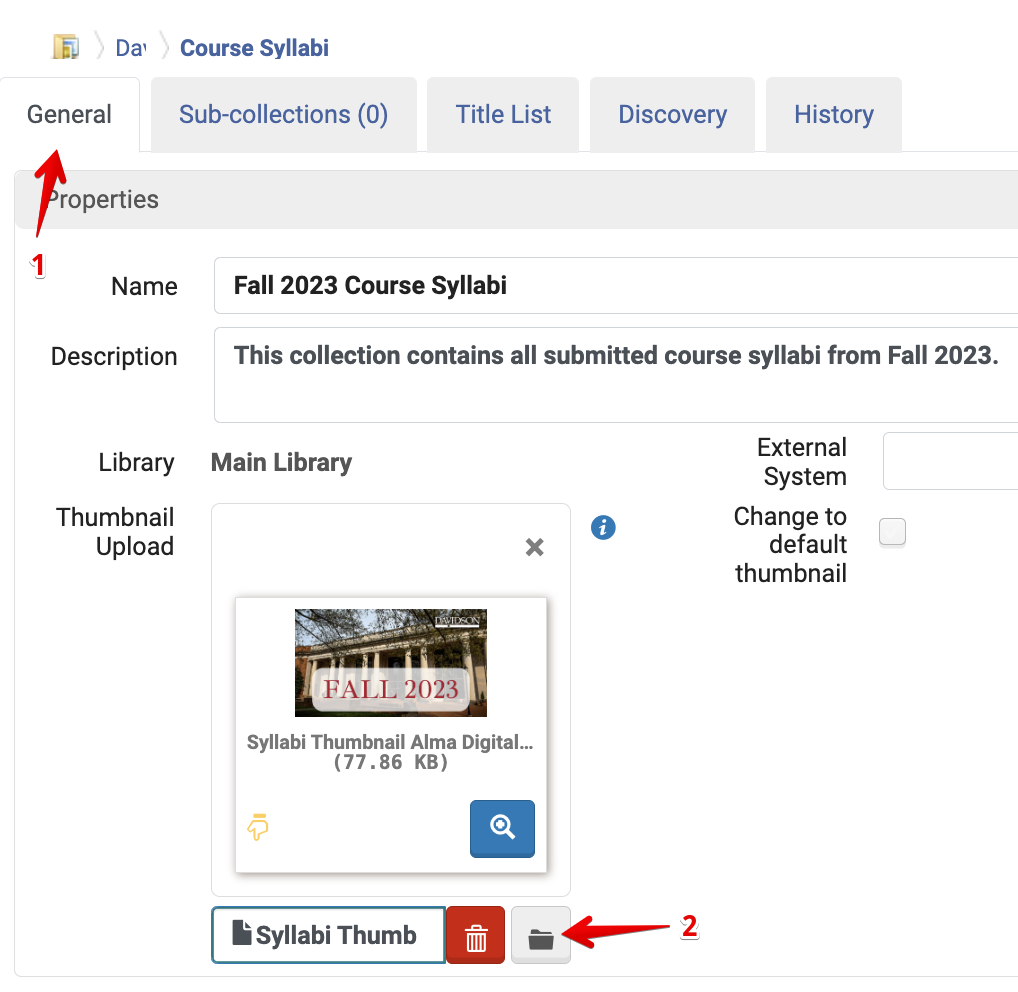 Dav
Course Syllabi
General
Sub-collections (0)
Title List
Discovery
History
Properties
1
Name
Fall 2023 Course Syllabi
Description
This collection contains all submitted course syllabi from Fall 2023.
Library
Main Library
External
System
Thumbnail
Upload
i
Change to
default
thumbnail
DAVIDSON
FALL 2023
Syllabi Thumbnail Alma Digital...
(77.86 KB)
Syllabi Thumb
2